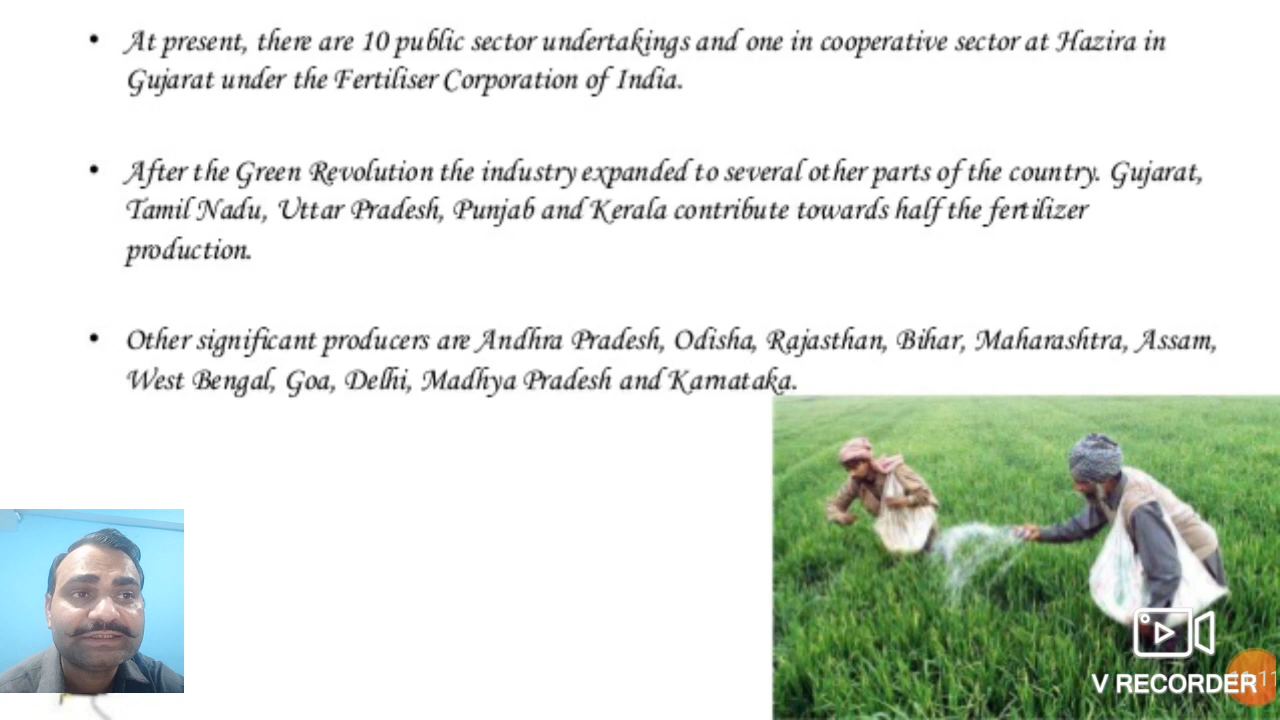 • At present, there are 10 public sector undertakings and one in cooperative sector at Hazira in
Gujarat under the Fertiliser Corporation of India.
• After the Green Revolution the industry expanded to several other parts of the country. Gujarat,
Tamil Nadu, Uttar Pradesh, Punjab and Kerala contribute towards half the fertilizer
production.
• Other significant producers are Andhra Pradesh, Odisha, Rajasthan, Bihar, Maharashtra, Assam,
West Bengal, Goa, Delhi, Madhya Pradesh and Karnataka.
V RECORDER